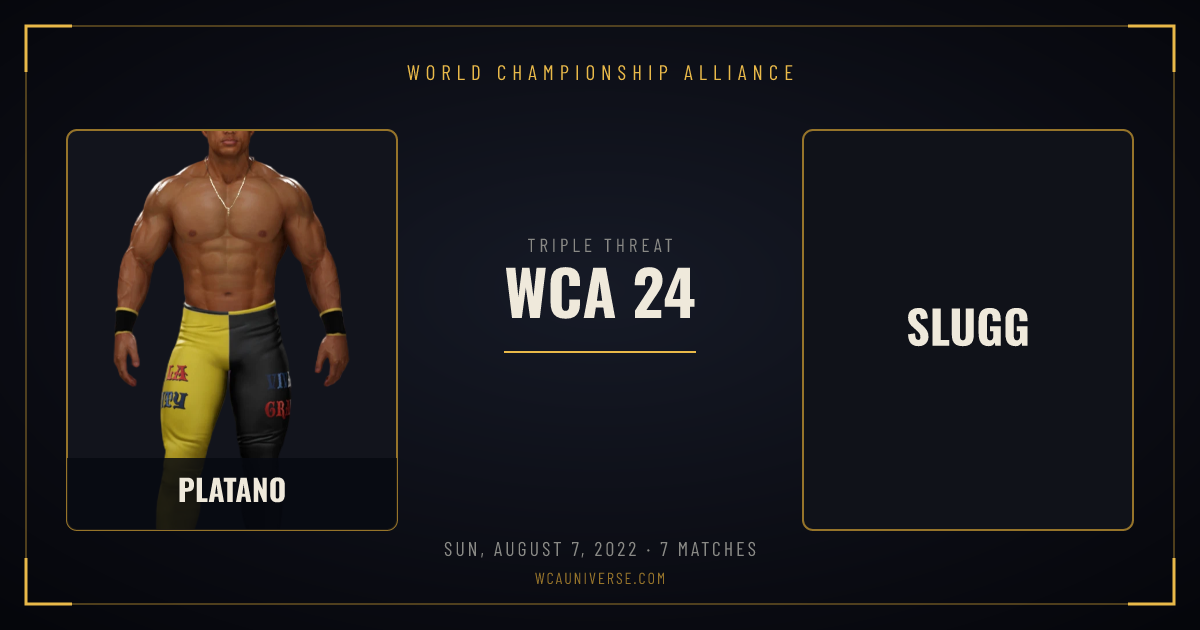 WORLD CHAMPIONSHIP ALLIANCE
TRIPLE THREAT
WCA 24
SLUGG
PLATANO
SUN, AUGUST 7, 2022 · 7 MATCHES
WCAUNIVERSE.COM